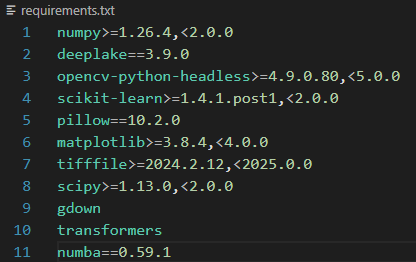 requirements.txt
1 numpy>=1.26.4,<2.0.0
2 deeplake==3.9.0
3 opencv-python-headless>=4.9.0.80,<5.0.0
4 scikit-learn>=1.4.1.post1,<2.0.0
5 pillow==10.2.0
6 matplotlib>=3.8.4,<4.0.0
7 tifffile>=2024.2.12,<2025.0.0
8 scipy>=1.13.0,<2.0.0
9 gdown
10 transformers
11 numba==0.59.1